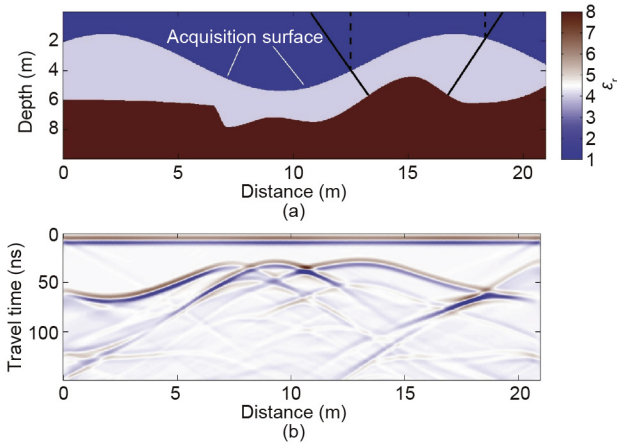 Acquisition surface
2
4
6
8
Depth (m)
0 5 10 15 20
Distance (m)
(a)
8
7
6
5
4
3
2
1
εr
0
50
100
Travel time (ns)
0 5 10 15 20
Distance (m)
(b)